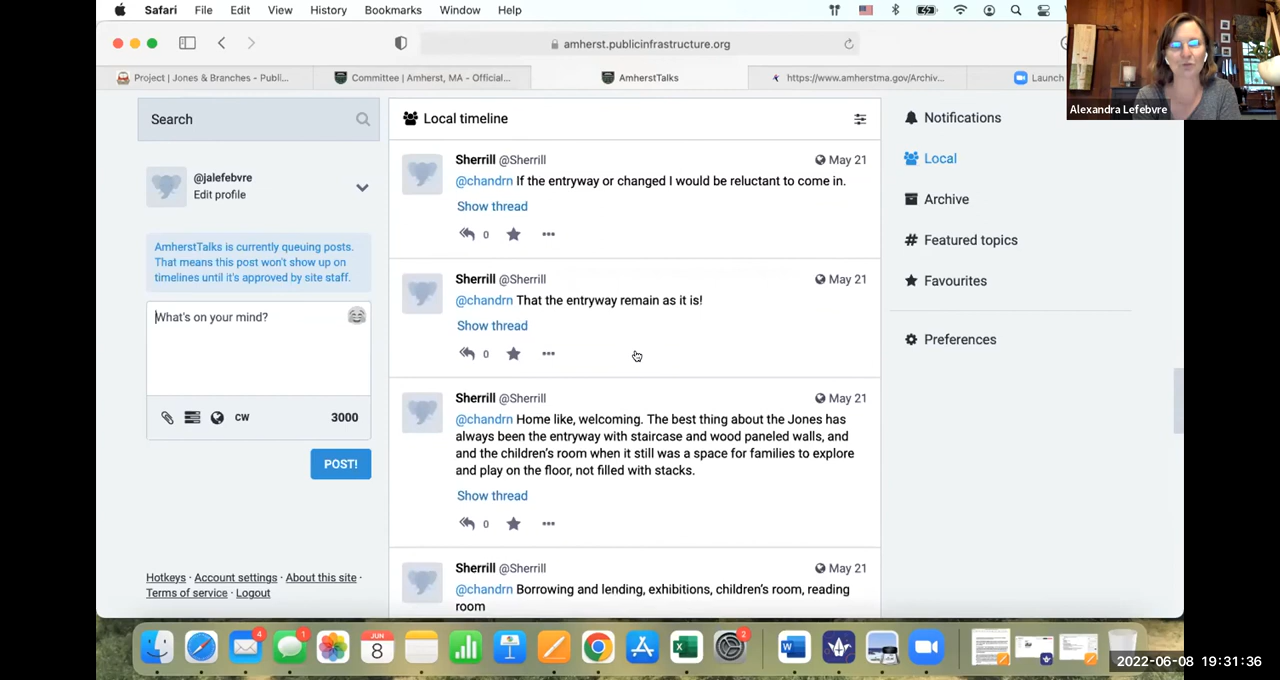 Safari File Edit View History Bookmarks Window Help
amherst.publicinfrastructure.org
Project | Jones & Branches - Publi...
Committee | Amherst, MA - Official...
AmherstTalks
https://www.amherstma.gov/Archiv...
Launch
Alexandra Lefebvre
Search
@jalefebvre
Edit profile
AmherstTalks is currently queuing posts.
That means this post won't show up on
timelines until it's approved by site staff.
What's on your mind?
CW
3000
POST!
Hotkeys · Account settings · About this site ·
Terms of service · Logout
Local timeline
Sherrill @Sherrill
May 21
@chandrn If the entryway or changed I would be reluctant to come in.
Show thread
0
Sherrill @Sherrill
May 21
@chandrn That the entryway remain as it is!
Show thread
0
Sherrill @Sherrill
May 21
@chandrn Home like, welcoming. The best thing about the Jones has
always been the entryway with staircase and wood paneled walls, and
and the children's room when it still was a space for families to explore
and play on the floor, not filled with stacks.
Show thread
0
Sherrill @Sherrill
May 21
@chandrn Borrowing and lending, exhibitions, children's room, reading
room
Notifications
Local
Archive
# Featured topics
Favourites
Preferences
4
1
JUN
8
2
2022-06-08 19:31:36